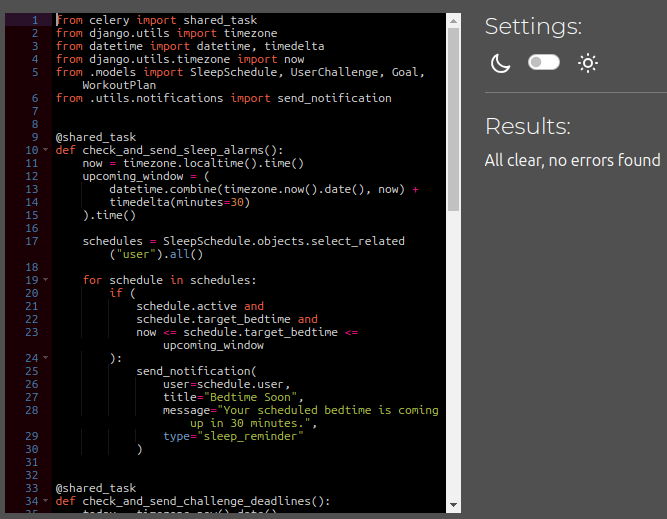 1 from celery import shared_task
2 from django.utils import timezone
3 from datetime import datetime, timedelta
4 from django.utils.timezone import now
5 from .models import SleepSchedule, UserChallenge, Goal,
WorkoutPlan
6 from .utils.notifications import send_notification
7
8
9 @shared_task
10 def check_and_send_sleep_alarms():
11 now = timezone.localtime().time()
12 upcoming_window = (
13 datetime.combine(timezone.now().date(), now) +
14 timedelta(minutes=30)
15 ).time()
16
17 schedules = SleepSchedule.objects.select_related
("user").all()
18
19 for schedule in schedules:
20 if (
21 schedule.active and
22 schedule.target_bedtime and
23 now <= schedule.target_bedtime <=
upcoming_window
24 ):
25 send_notification(
26 user=schedule.user,
27 title="Bedtime Soon",
28 message="Your scheduled bedtime is coming
up in 30 minutes.",
29 type="sleep_reminder"
30 )
31
32
33 @shared_task
34 def check_and_send_challenge_deadlines():
35 today = timezone.now().date()
Settings:
Results:
All clear, no errors found